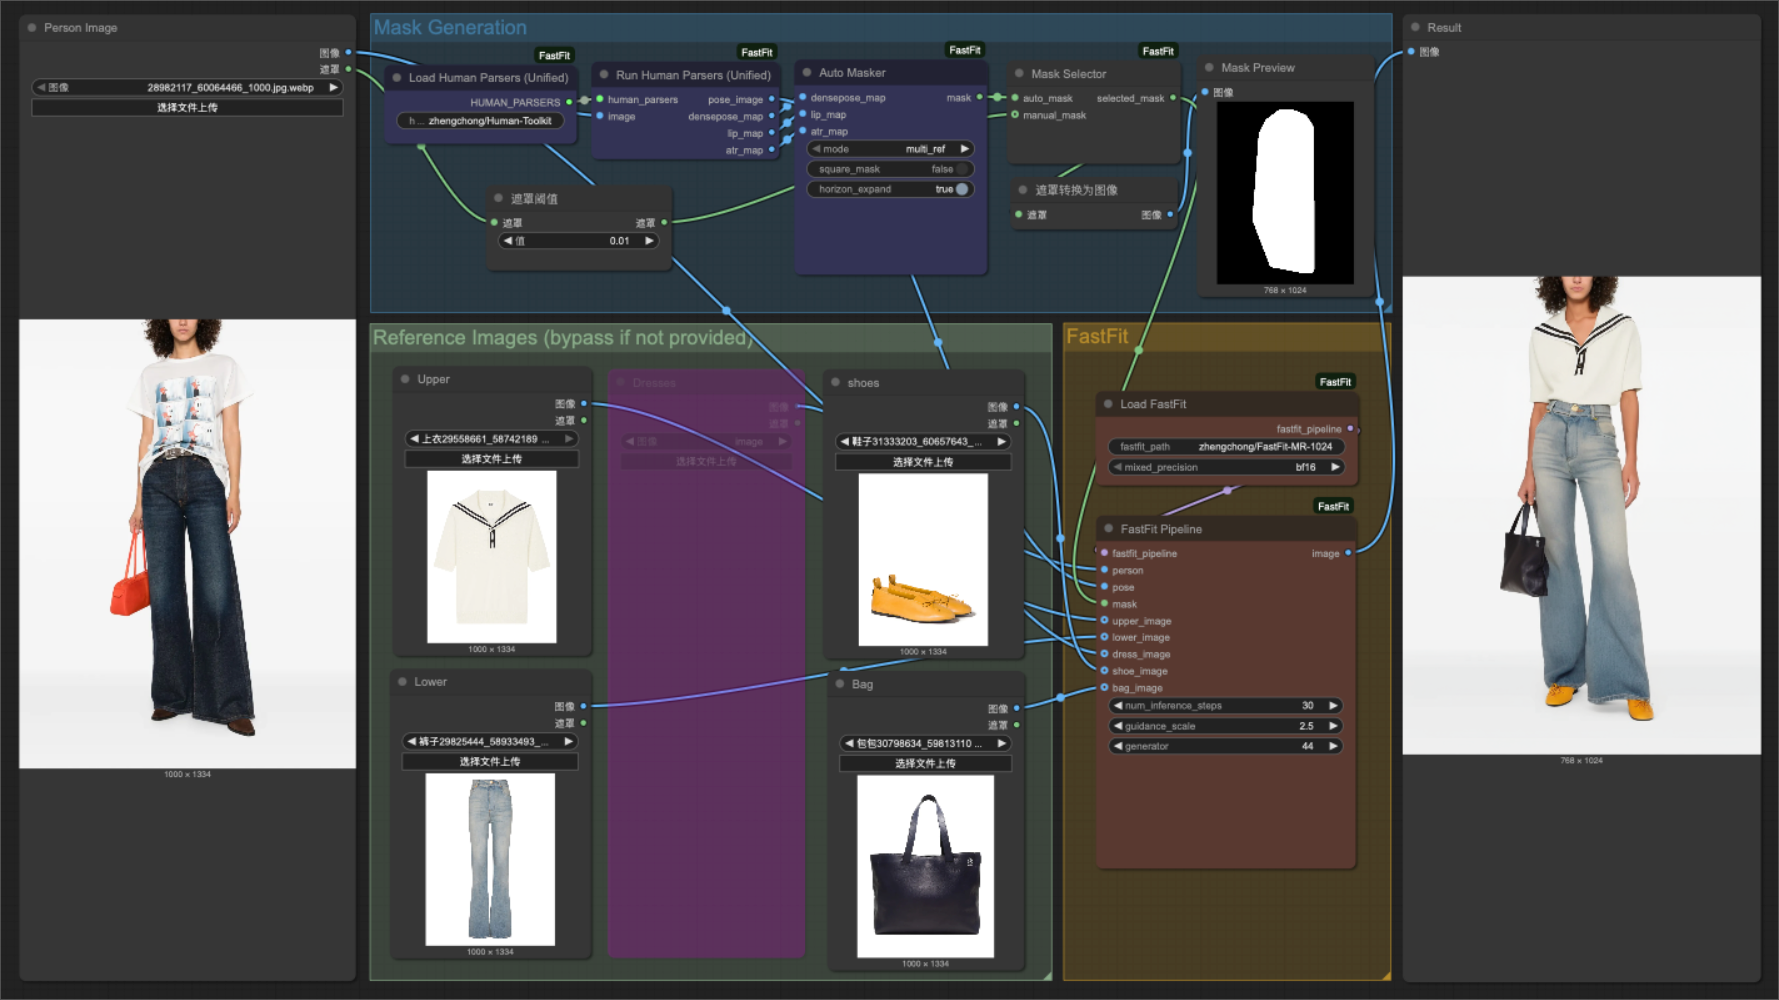 Person Image
图像
遮罩
图像 28982117_60064466_1000.jpg.webp
选择文件上传
1000 × 1334
Mask Generation
FastFit
Load Human Parsers (Unified)
HUMAN_PARSERS
h ... zhengchong/Human-Toolkit
FastFit
Run Human Parsers (Unified)
human_parsers pose_image
image densepose_map
lip_map
atr_map
遮罩阈值
遮罩 遮罩
值 0.01
FastFit
Auto Masker
densepose_map mask
lip_map
atr_map
mode multi_ref
square_mask false
horizon_expand true
FastFit
Mask Selector
auto_mask selected_mask
manual_mask
遮罩转换为图像
遮罩 图像
Mask Preview
图像
768 × 1024
Reference Images (bypass if not provided)
Upper
图像
遮罩
上衣29558661_58742189 ...
选择文件上传
1000 × 1334
Dresses
图像
遮罩
图像 image
选择文件上传
shoes
图像
遮罩
鞋子31333203_60657643_...
选择文件上传
1000 × 1334
Lower
图像
遮罩
裤子29825444_58933493_...
选择文件上传
1000 × 1334
Bag
图像
遮罩
包包30798634_59813110 ...
选择文件上传
1000 × 1334
FastFit
FastFit
Load FastFit
fastfit_pipeline
fastfit_path zhengchong/FastFit-MR-1024
mixed_precision bf16
FastFit
FastFit Pipeline
fastfit_pipeline image
person
pose
mask
upper_image
lower_image
dress_image
shoe_image
bag_image
num_inference_steps 30
guidance_scale 2.5
generator 44
Result
图像
768 × 1024